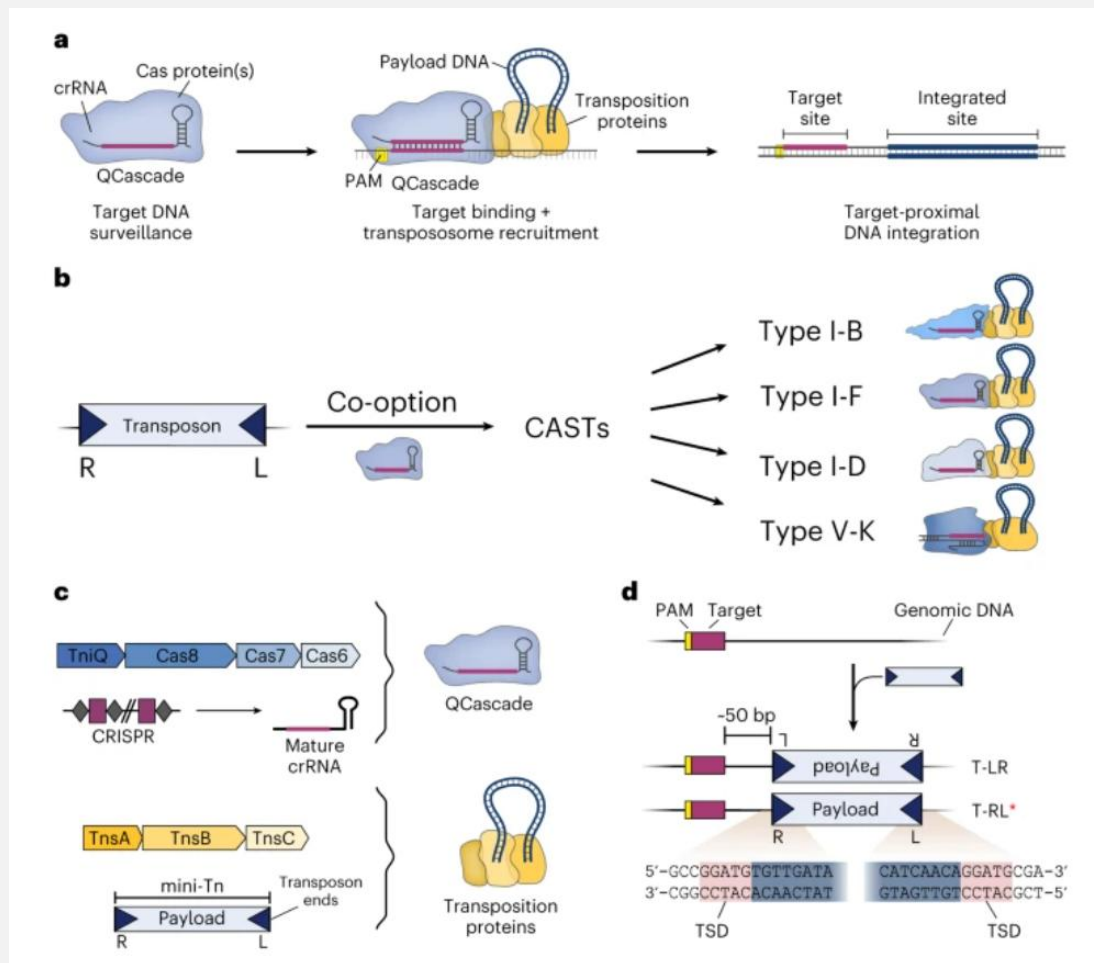 a
crRNA
Cas protein(s)
QCascade
Target DNA
surveillance
Payload DNA
Transposition
proteins
PAM QCascade
Target binding +
transpososome recruitment
Target
site
Integrated
site
Target-proximal
DNA integration
b
Transposon
R L
Co-option
CASTs
Type I-B
Type I-F
Type I-D
Type V-K
c
TniQ Cas8 Cas7 Cas6
CRISPR
Mature
crRNA
QCascade
TnsA TnsB TnsC
mini-Tn
Payload
R L
Transposon
ends
Transposition
proteins
d
PAM Target Genomic DNA
~50 bp
L R
Payload
T-LR
Payload
T-RL*
R L
5′-GCCGGATGTGTTGATA CATCAACAGGATGCGA-3′
3′-CGGCCTACACAACTAT GTAGTTGTCCTACGCT-5′
TSD TSD